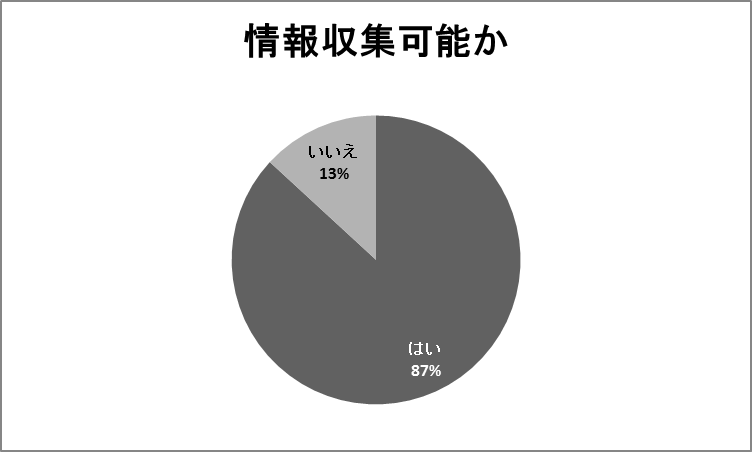 情報収集可能か
いいえ
13%
はい
87%